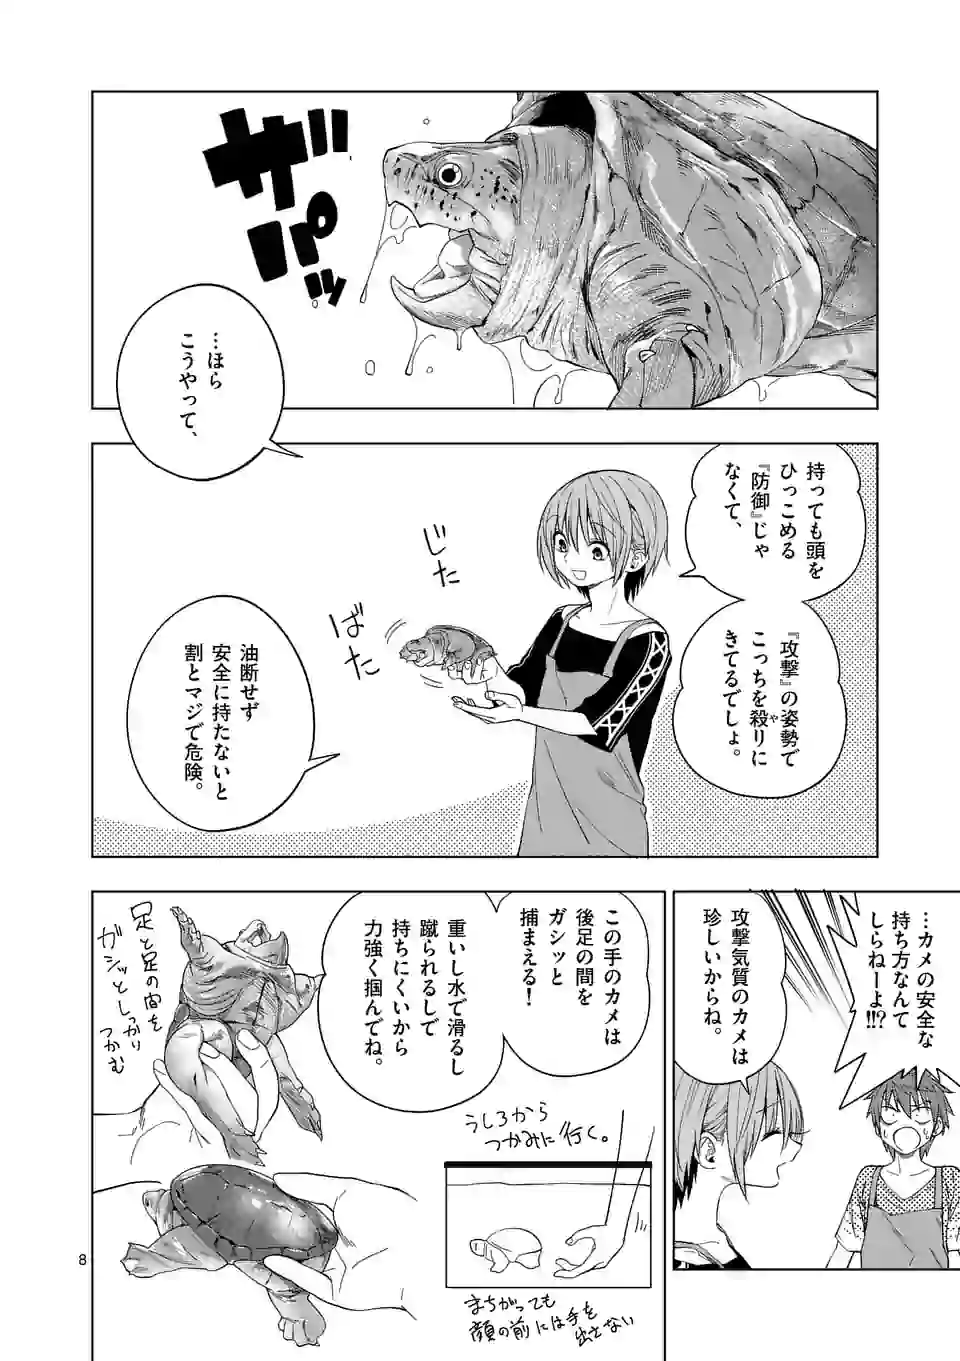 ザパッ
…ほら
こうやって、
持っても頭を
ひっこめる
『防御』じゃ
なくて、
『攻撃』の姿勢で
こっちを殺りに
きてるでしょ。
や
じた
ばた
油断せず
安全に持たないと
割とマジで危険。
…カメの安全な
持ち方なんて
しらねーよ!!?
攻撃気質のカメは
珍しいからね。
この手のカメは
後足の間を
ガシッと
捕まえる!
重いし水で滑るし
蹴られるしで
持ちにくいから
力強く掴んでね。
足と足の間を
ガシッとしっかり
つかむ
うしろから
つかみに行く。
まちがっても
顔の前には手を
出さない
8